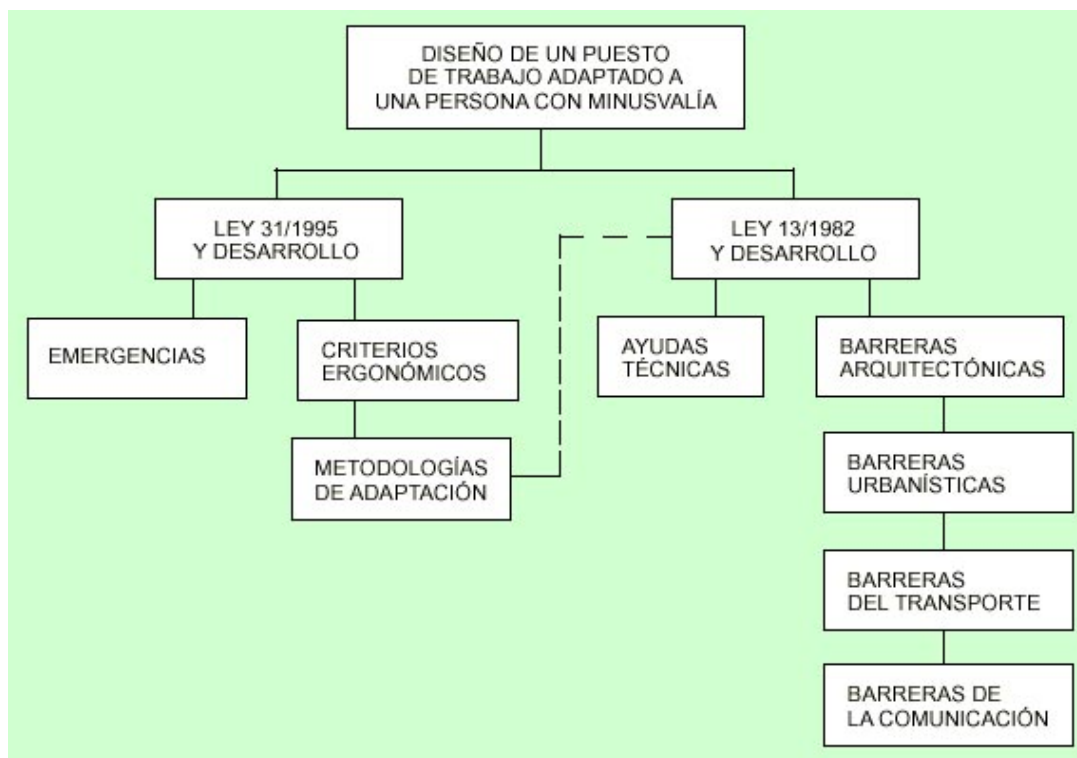 DISEÑO DE UN PUESTO
DE TRABAJO ADAPTADO A
UNA PERSONA CON MINUSVALÍA
LEY 31/1995
Y DESARROLLO
LEY 13/1982
Y DESARROLLO
EMERGENCIAS
CRITERIOS
ERGONÓMICOS
AYUDAS
TÉCNICAS
BARRERAS
ARQUITECTÓNICAS
METODOLOGÍAS
DE ADAPTACIÓN
BARRERAS
URBANÍSTICAS
BARRERAS
DEL TRANSPORTE
BARRERAS DE
LA COMUNICACIÓN